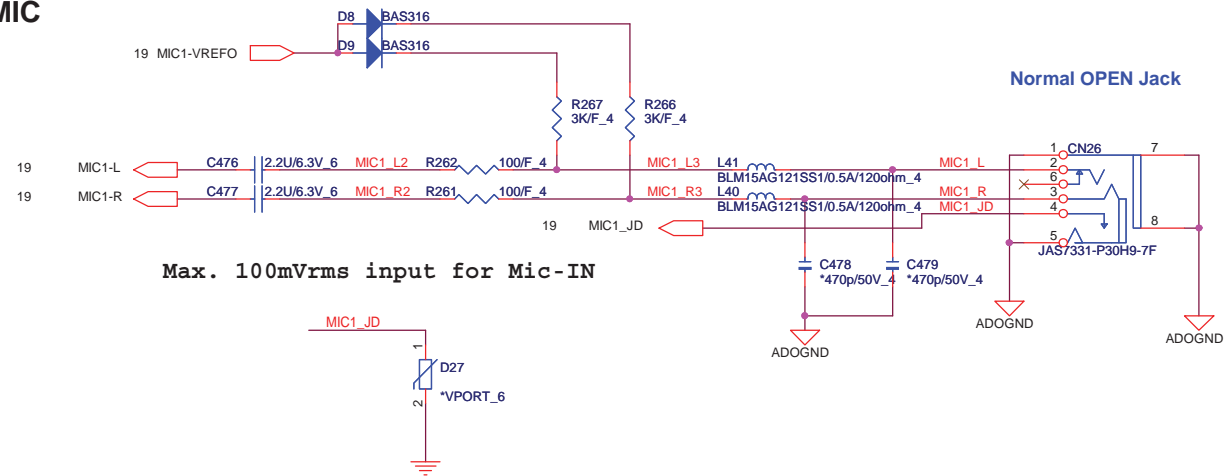 MIC
D8 BAS316
D9 BAS316
19 MIC1-VREFO
Normal OPEN Jack
R267
3K/F_4
R266
3K/F_4
19 MIC1-L C476 2.2U/6.3V_6 MIC1_L2 R262 100/F_4 MIC1_L3 L41 MIC1_L
BLM15AG121SS1/0.5A/120ohm_4
19 MIC1-R C477 2.2U/6.3V_6 MIC1_R2 R261 100/F_4 MIC1_R3 L40 MIC1_R
BLM15AG121SS1/0.5A/120ohm_4
19 MIC1_JD
MIC1_JD
1 CN26 7
2
6
3
4
8
5
JAS7331-P30H9-7F
Max. 100mVrms input for Mic-IN
C478
*470p/50V_4
C479
*470p/50V_4
ADOGND
ADOGND
ADOGND
MIC1_JD
1
D27
*VPORT_6
2